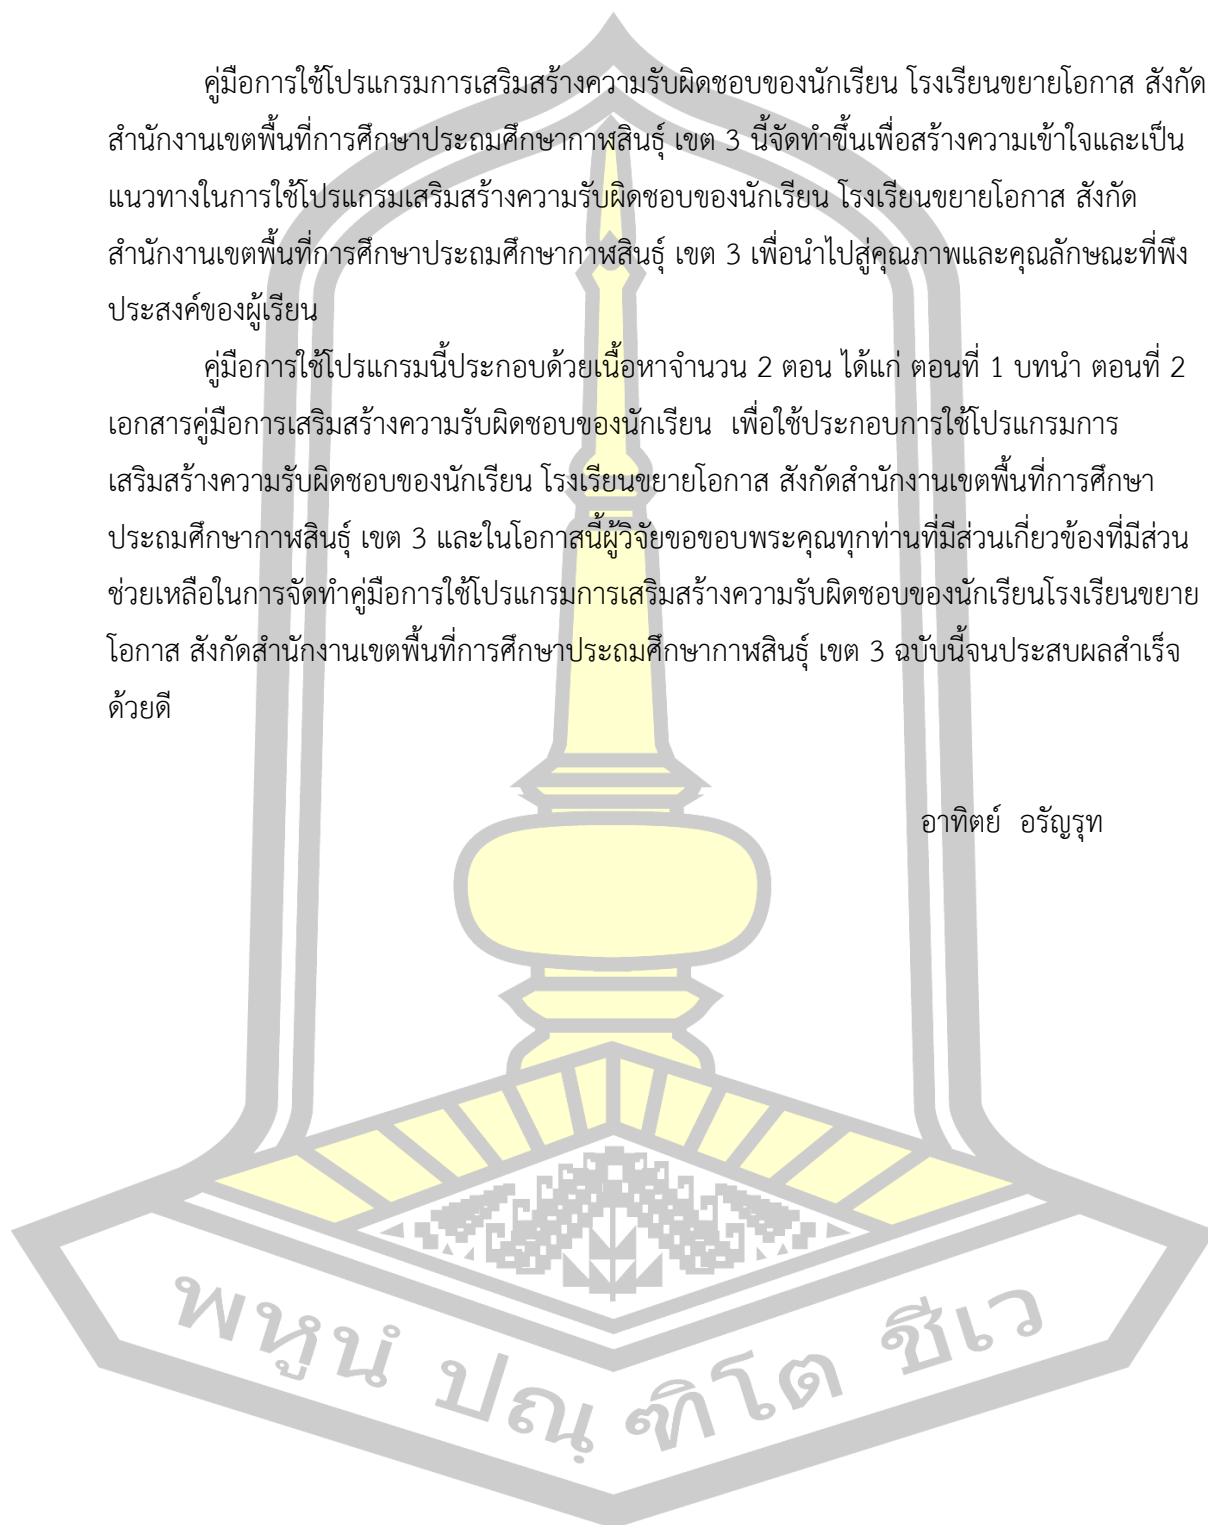 คู่มือการใช้โปรแกรมการเสริมสร้างความรับผิดชอบของนักเรียน โรงเรียนขยายโอกาส สังกัด
สำนักงานเขตพื้นที่การศึกษาประถมศึกษากาฬสินธุ์ เขต 3 นี้จัดทำขึ้นเพื่อสร้างความเข้าใจและเป็น
แนวทางในการใช้โปรแกรมเสริมสร้างความรับผิดชอบของนักเรียน โรงเรียนขยายโอกาส สังกัด
สำนักงานเขตพื้นที่การศึกษาประถมศึกษากาฬสินธุ์ เขต 3 เพื่อนำไปสู่คุณภาพและคุณลักษณะที่พึง
ประสงค์ของผู้เรียน
คู่มือการใช้โปรแกรมนี้ประกอบด้วยเนื้อหาจำนวน 2 ตอน ได้แก่ ตอนที่ 1 บทนำ ตอนที่ 2
เอกสารคู่มือการเสริมสร้างความรับผิดชอบของนักเรียน เพื่อใช้ประกอบการใช้โปรแกรมการ
เสริมสร้างความรับผิดชอบของนักเรียน โรงเรียนขยายโอกาส สังกัดสำนักงานเขตพื้นที่การศึกษา
ประถมศึกษากาฬสินธุ์ เขต 3 และในโอกาสนี้ผู้วิจัยขอขอบพระคุณทุกท่านที่มีส่วนเกี่ยวข้องที่มีส่วน
ช่วยเหลือในการจัดทำคู่มือการใช้โปรแกรมการเสริมสร้างความรับผิดชอบของนักเรียนโรงเรียนขยาย
โอกาส สังกัดสำนักงานเขตพื้นที่การศึกษาประถมศึกษากาฬสินธุ์ เขต 3 ฉบับนี้จนประสบผลสำเร็จ
ด้วยดี
อาทิตย์ อรัญรุท
พหูนํ ปณฺ ฑิโต ชีเว